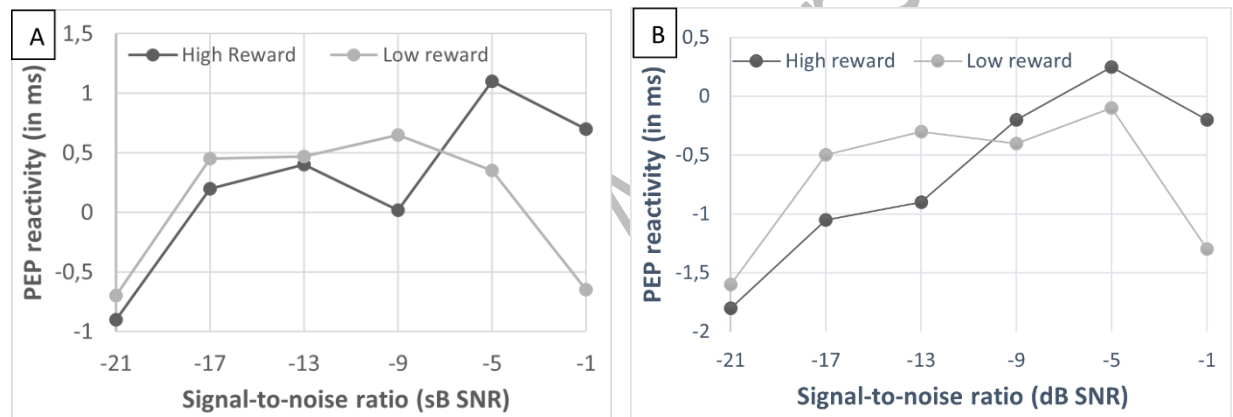 A
1,5
1
0,5
0
-0,5
-1
PEP reactivity (in ms)
High Reward
Low reward
-21 -17 -13 -9 -5 -1
Signal-to-noise ratio (sB SNR)
B
0,5
0
-0,5
-1
-1,5
-2
PEP reactivity (in ms)
High reward
Low reward
-21 -17 -13 -9 -5 -1
Signal-to-noise ratio (dB SNR)